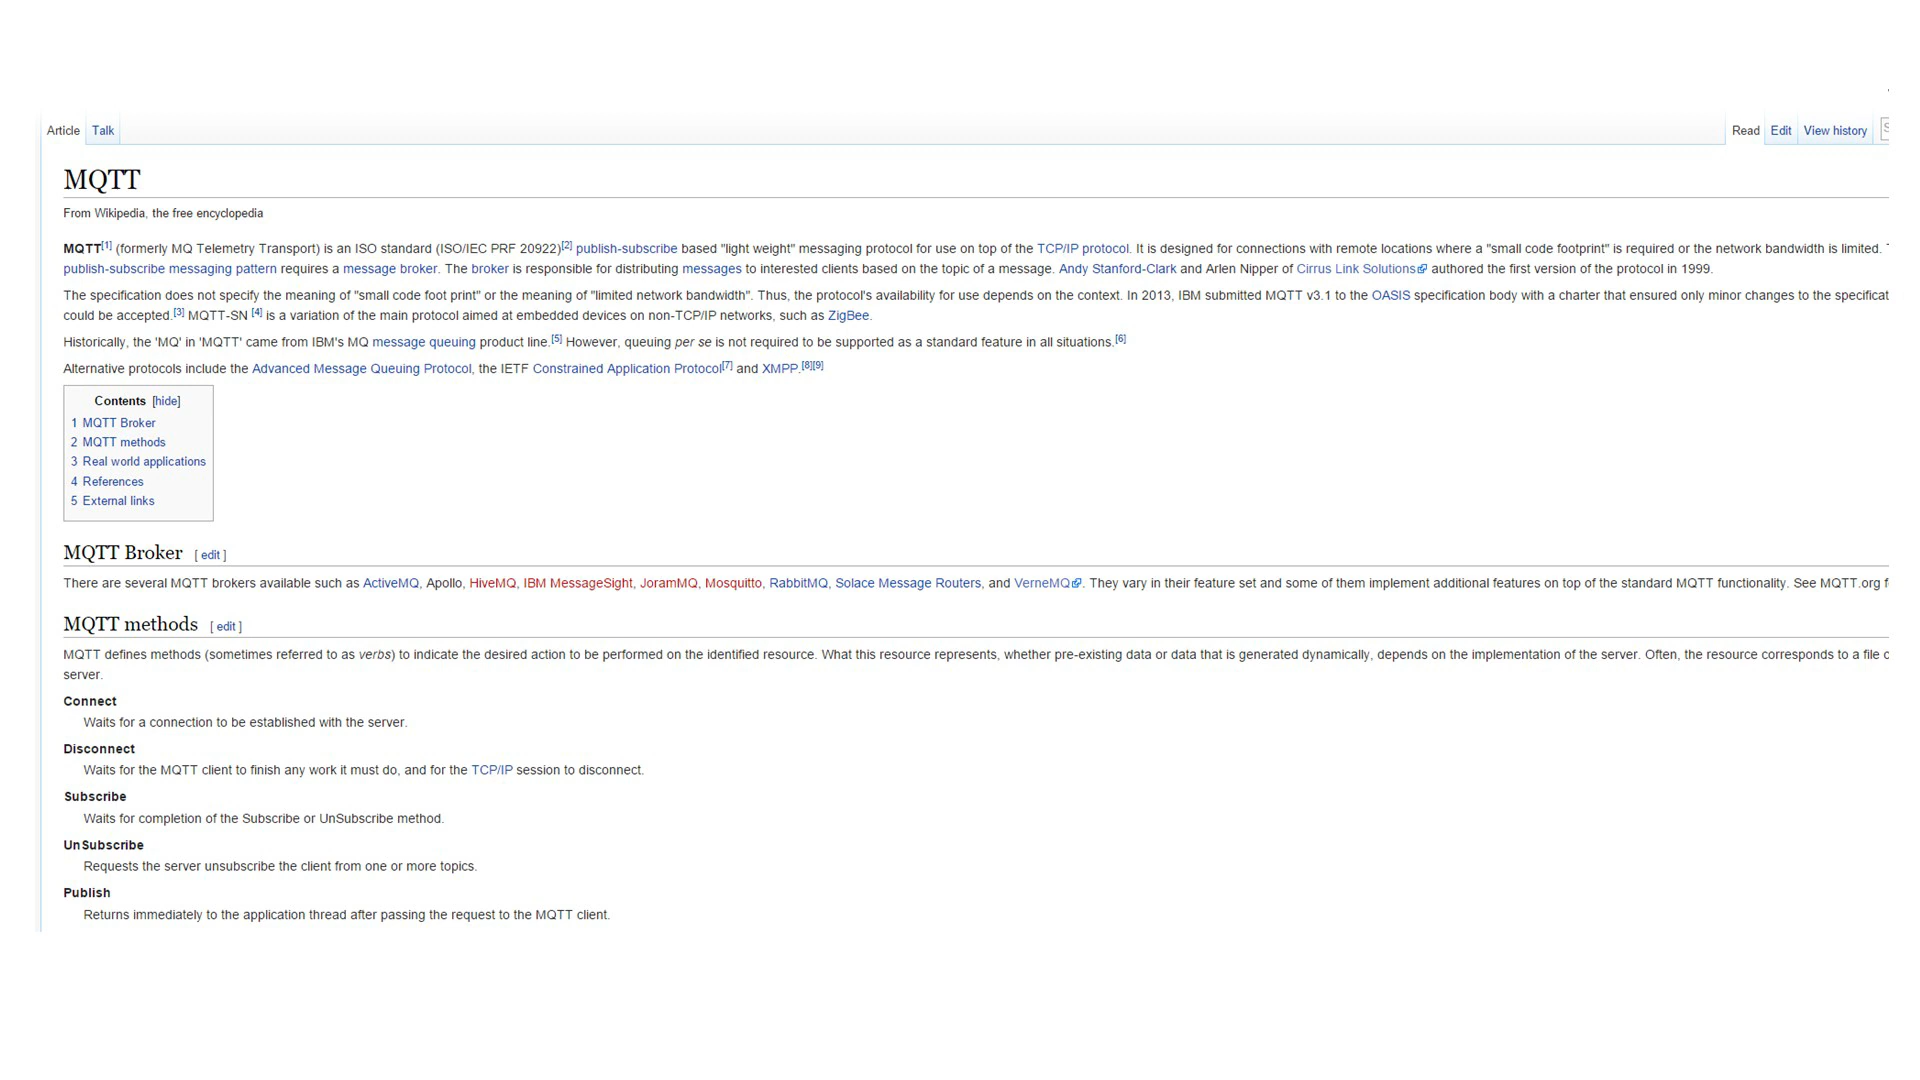 Article Talk Read Edit View history
MQTT
From Wikipedia, the free encyclopedia
MQTT[1] (formerly MQ Telemetry Transport) is an ISO standard (ISO/IEC PRF 20922)[2] publish-subscribe based "light weight" messaging protocol for use on top of the TCP/IP protocol. It is designed for connections with remote locations where a "small code footprint" is required or the network bandwidth is limited.
publish-subscribe messaging pattern requires a message broker. The broker is responsible for distributing messages to interested clients based on the topic of a message. Andy Stanford-Clark and Arlen Nipper of Cirrus Link Solutions authored the first version of the protocol in 1999.
The specification does not specify the meaning of "small code foot print" or the meaning of "limited network bandwidth". Thus, the protocol's availability for use depends on the context. In 2013, IBM submitted MQTT v3.1 to the OASIS specification body with a charter that ensured only minor changes to the specificat
could be accepted.[3] MQTT-SN [4] is a variation of the main protocol aimed at embedded devices on non-TCP/IP networks, such as ZigBee.
Historically, the 'MQ' in 'MQTT' came from IBM's MQ message queuing product line.[5] However, queuing per se is not required to be supported as a standard feature in all situations.[6]
Alternative protocols include the Advanced Message Queuing Protocol, the IETF Constrained Application Protocol[7] and XMPP.[8][9]
Contents [hide]
1 MQTT Broker
2 MQTT methods
3 Real world applications
4 References
5 External links
MQTT Broker [ edit ]
There are several MQTT brokers available such as ActiveMQ, Apollo, HiveMQ, IBM MessageSight, JoramMQ, Mosquitto, RabbitMQ, Solace Message Routers, and VerneMQ. They vary in their feature set and some of them implement additional features on top of the standard MQTT functionality. See MQTT.org f
MQTT methods [ edit ]
MQTT defines methods (sometimes referred to as verbs) to indicate the desired action to be performed on the identified resource. What this resource represents, whether pre-existing data or data that is generated dynamically, depends on the implementation of the server. Often, the resource corresponds to a file
server.
Connect
Waits for a connection to be established with the server.
Disconnect
Waits for the MQTT client to finish any work it must do, and for the TCP/IP session to disconnect.
Subscribe
Waits for completion of the Subscribe or UnSubscribe method.
UnSubscribe
Requests the server unsubscribe the client from one or more topics.
Publish
Returns immediately to the application thread after passing the request to the MQTT client.